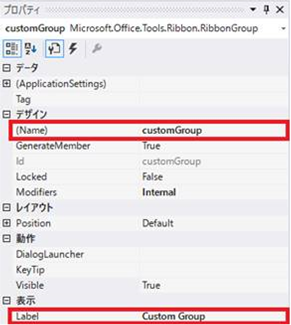 プロパティ
customGroup Microsoft.Office.Tools.Ribbon.RibbonGroup
データ
(ApplicationSettings)
Tag
デザイン
(Name) customGroup
GenerateMember True
Id customGroup
Locked False
Modifiers Internal
レイアウト
Position Default
動作
DialogLauncher
KeyTip
Visible True
表示
Label Custom Group